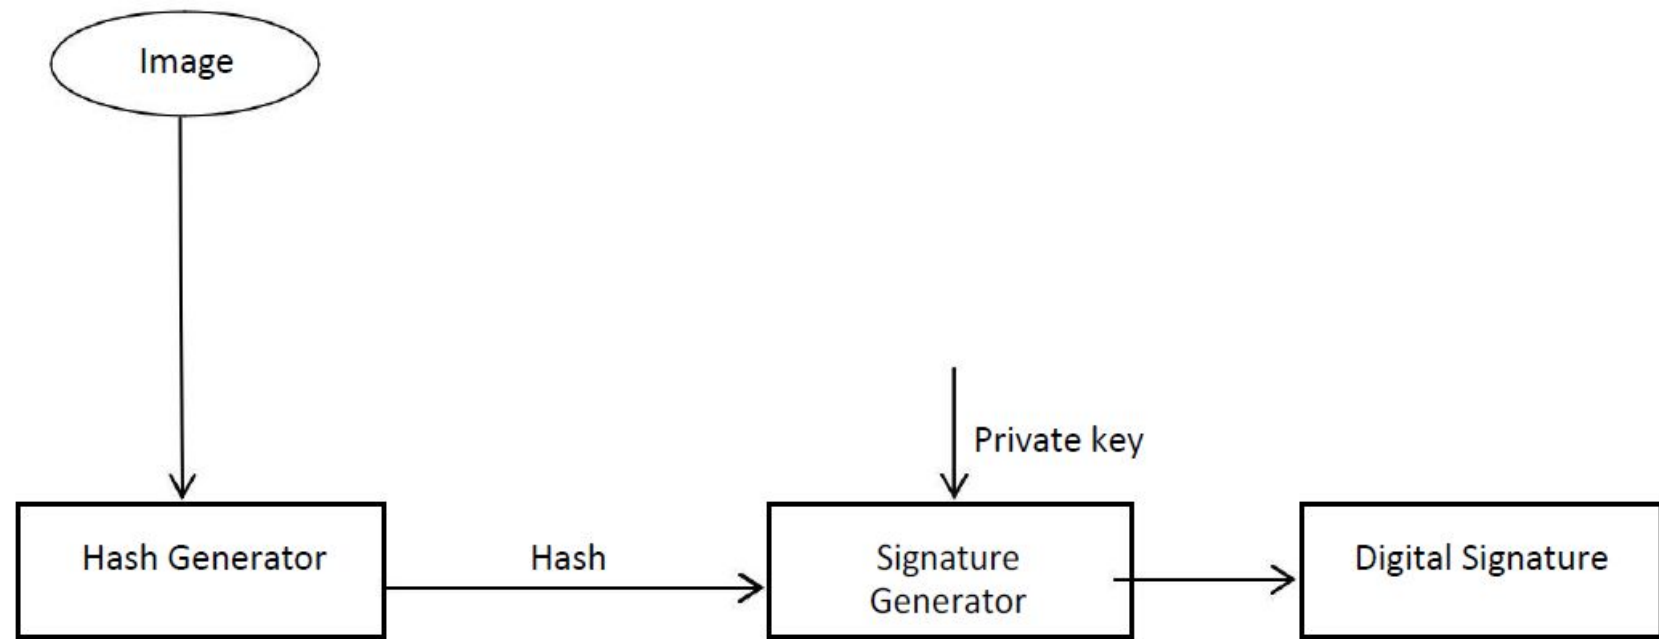 Image
Private key
Hash Generator
Hash
Signature
Generator
Digital Signature